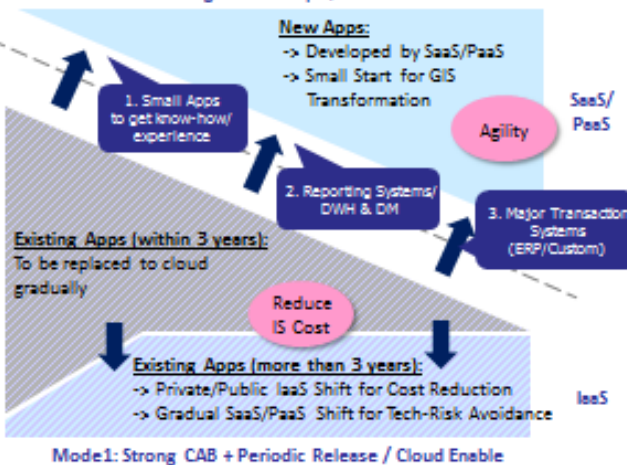 New Apps:
-> Developed by SaaS/PaaS
-> Small Start for GIS
Transformation
SaaS/
PaaS
Agility
1. Small Apps
to get know-how/
experience
2. Reporting Systems/
DWH & DM
3. Major Transaction
Systems
(ERP/Custom)
Existing Apps (within 3 years):
To be replaced to cloud
gradually
Reduce
IS Cost
Existing Apps (more than 3 years):
-> Private/Public IaaS Shift for Cost Reduction
-> Gradual SaaS/PaaS Shift for Tech-Risk Avoidance
IaaS
Mode1: Strong CAB + Periodic Release / Cloud Enable